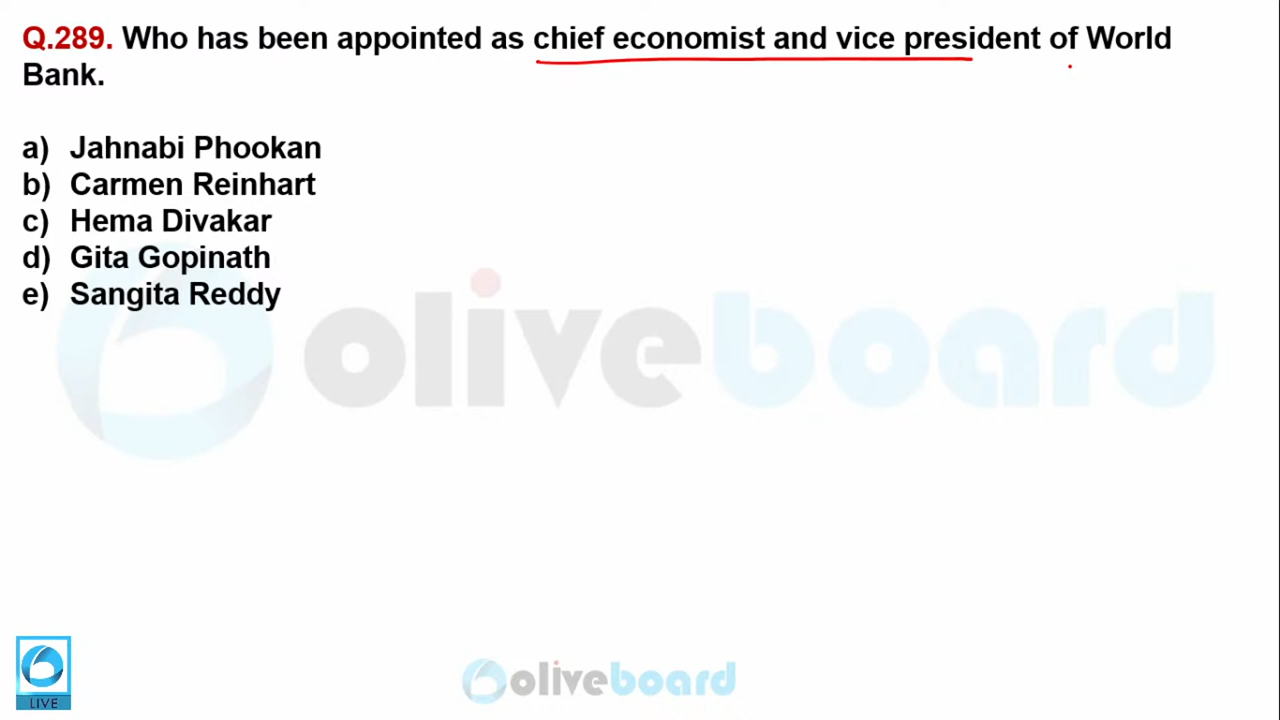 Q.289. Who has been appointed as chief economist and vice president of World
Bank.
a) Jahnabi Phookan
b) Carmen Reinhart
c) Hema Divakar
d) Gita Gopinath
e) Sangita Reddy
oliveboard
LIVE
oliveboard